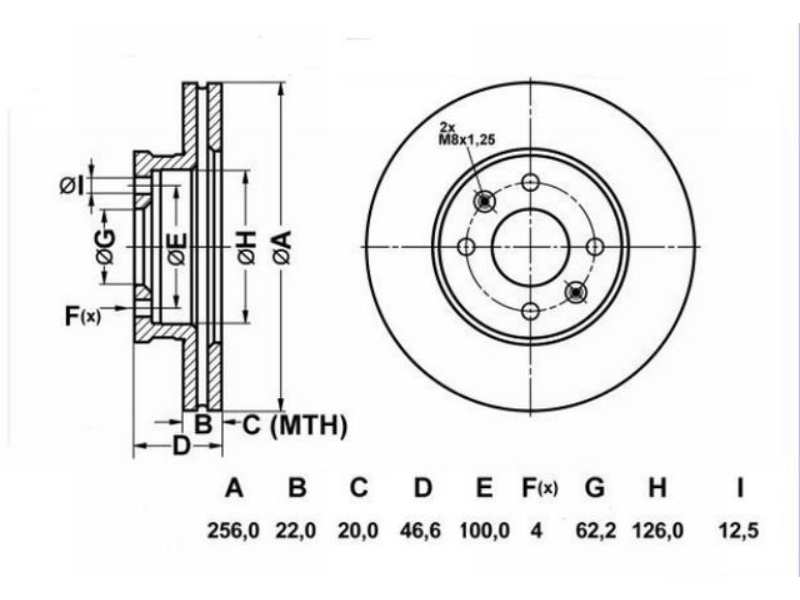 2x
M8x1,25
ØI
ØG
ØE
ØH
ØA
F(x)
B
C (MTH)
D
A B C D E F(x) G H I
256,0 22,0 20,0 46,6 100,0 4 62,2 126,0 12,5